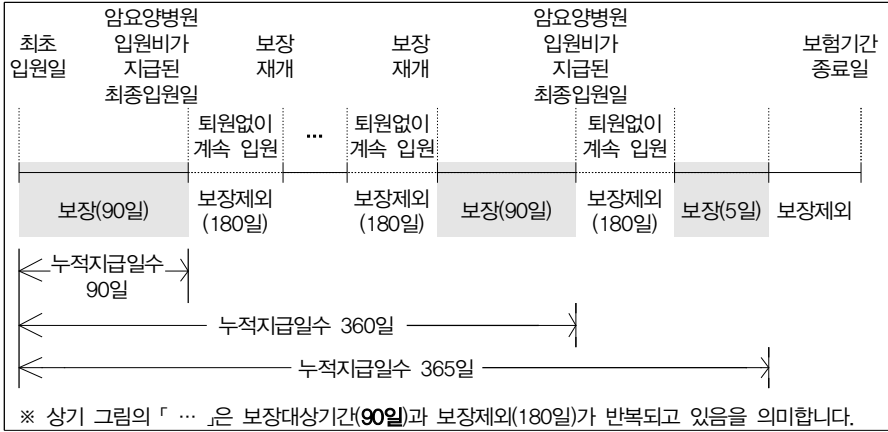 최초
입원일
암요양병원
입원비가
지급된
최종입원일
보장
재개
보장
재개
암요양병원
입원비가
지급된
최종입원일
보험기간
종료일
퇴원없이
계속 입원
...
퇴원없이
계속 입원
퇴원없이
계속 입원
보장(90일)
보장제외
(180일)
보장제외
(180일)
보장(90일)
보장제외
(180일)
보장(5일)
보장제외
누적지급일수
90일
누적지급일수 360일
누적지급일수 365일
※ 상기 그림의「 … 」은 보장대상기간(90일)과 보장제외(180일)가 반복되고 있음을 의미합니다.